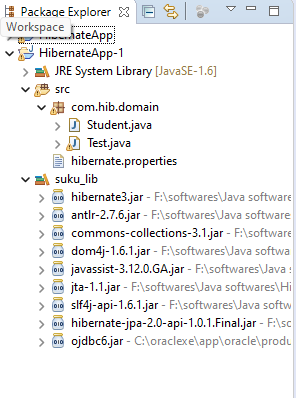 Package Explorer
Workspace
HibernateApp
HibernateApp-1
JRE System Library [JavaSE-1.6]
src
com.hib.domain
Student.java
Test.java
hibernate.properties
suku_lib
hibernate3.jar - F:\softwares\Java software
antlr-2.7.6.jar - F:\softwares\Java softwar
commons-collections-3.1.jar - F:\softwar
dom4j-1.6.1.jar - F:\softwares\Java softwa
javassist-3.12.0.GA.jar - F:\softwares\Java
jta-1.1.jar - F:\softwares\Java softwares\Hi
slf4j-api-1.6.1.jar - F:\softwares\Java softw
hibernate-jpa-2.0-api-1.0.1.Final.jar - F:\sc
ojdbc6.jar - C:\oraclexe\app\oracle\produ